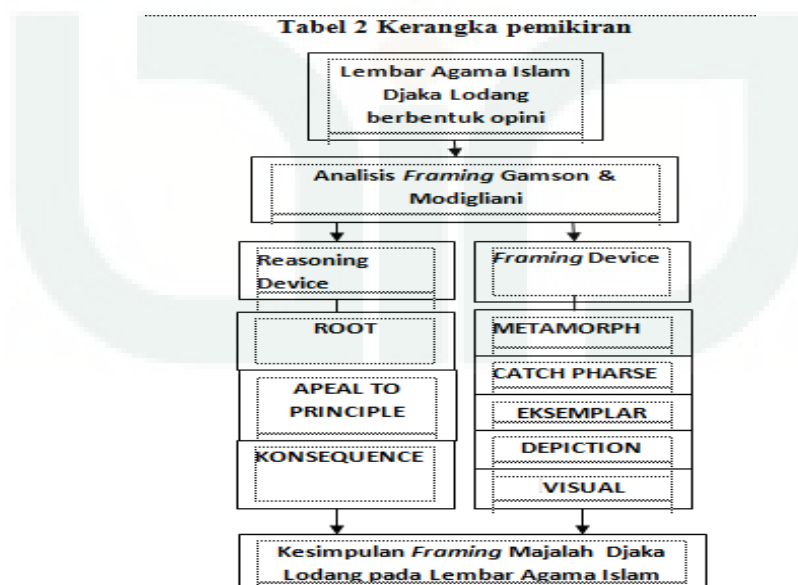 Tabel 2 Kerangka pemikiran
Lembar Agama Islam
Djaka Lodang
berbentuk opini
Analisis Framing Gamson &
Modigliani
Reasoning
Device
ROOT
APEAL TO
PRINCIPLE
KONSEQUENCE
Framing Device
METAMORPH
CATCH PHARSE
EKSEMPLAR
DEPICTION
VISUAL
Kesimpulan Framing Majalah Djaka
Lodang pada Lembar Agama Islam